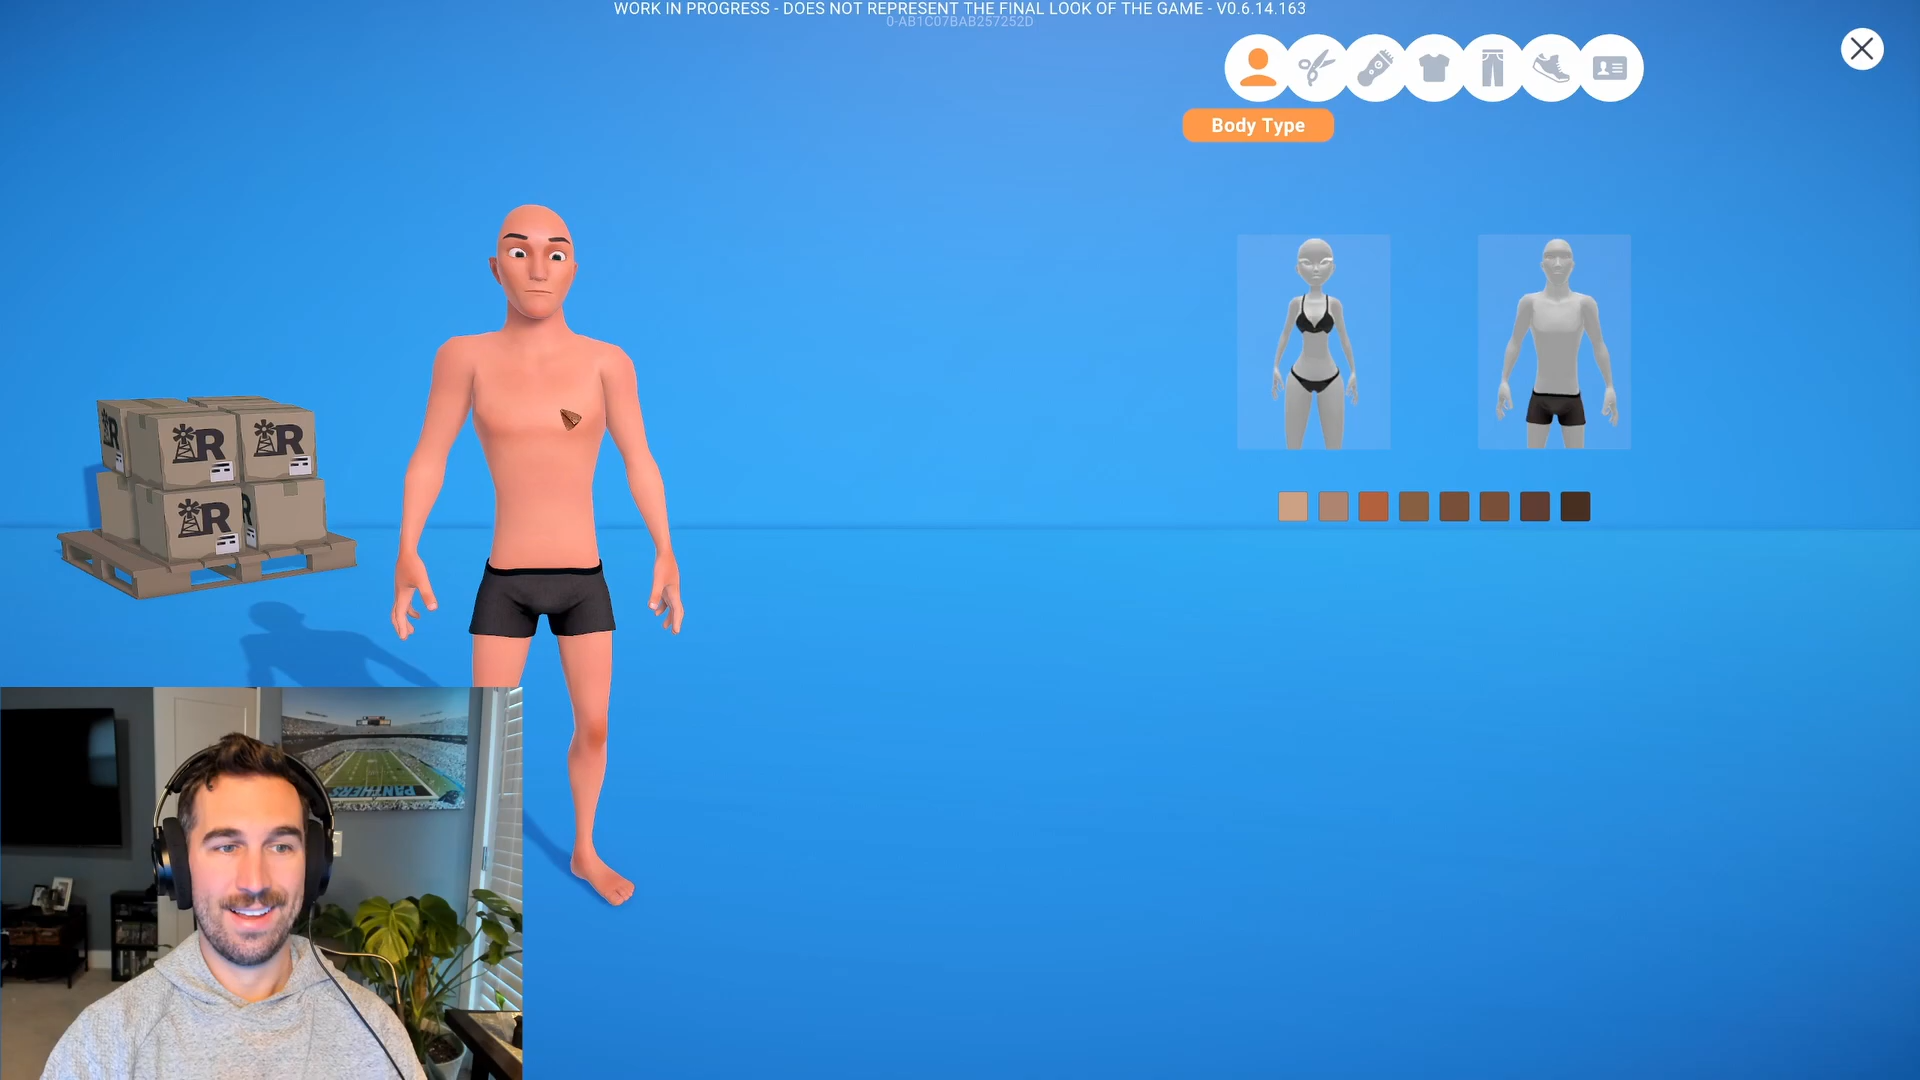 WORK IN PROGRESS - DOES NOT REPRESENT THE FINAL LOOK OF THE GAME - V0.6.14.163
0-AB1C07BAB257252D
Body Type
R
R
R
R
R
PANTHERS